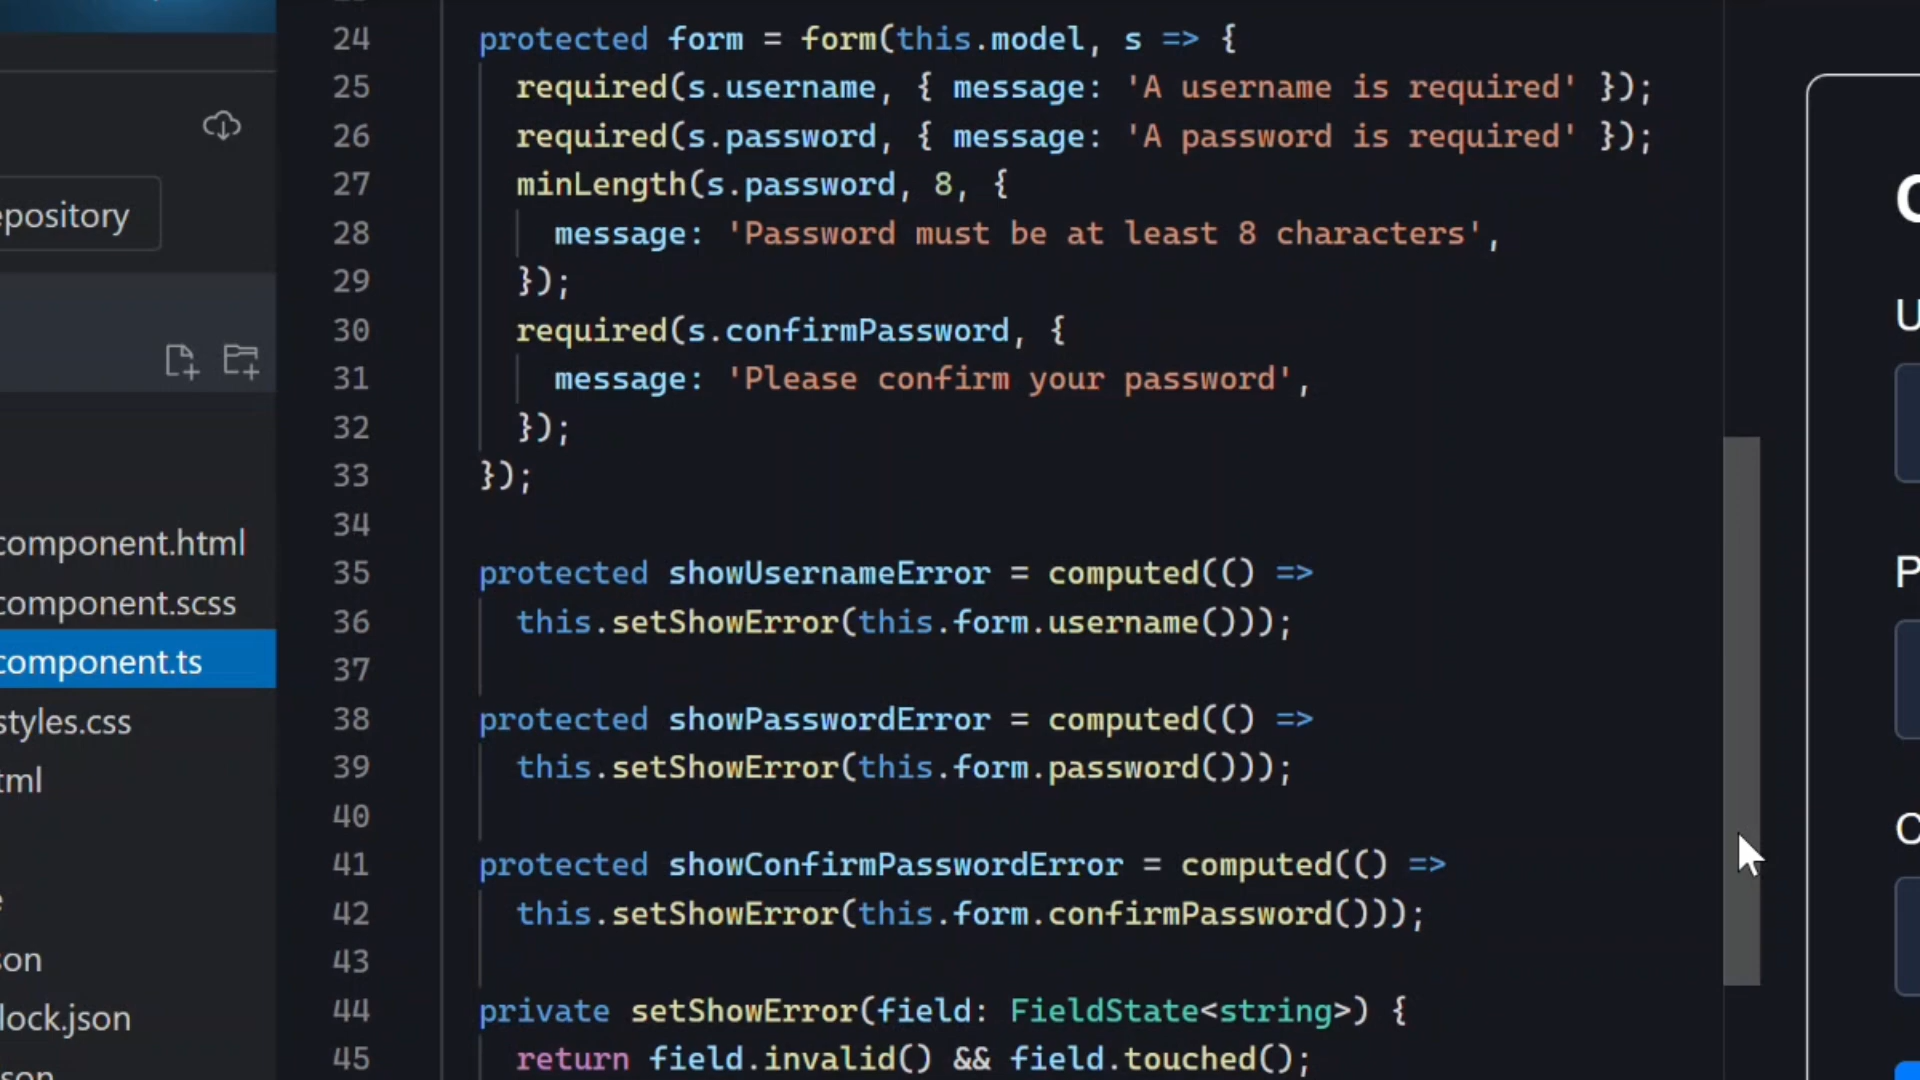 epository
component.html
component.scss
component.ts
styles.css
tml
son
lock.json
24 protected form = form(this.model, s => {
25 required(s.username, { message: 'A username is required' });
26 required(s.password, { message: 'A password is required' });
27 minLength(s.password, 8, {
28 message: 'Password must be at least 8 characters',
29 });
30 required(s.confirmPassword, {
31 message: 'Please confirm your password',
32 });
33 });
34
35 protected showUsernameError = computed(() =>
36 this.setShowError(this.form.username()));
37
38 protected showPasswordError = computed(() =>
39 this.setShowError(this.form.password()));
40
41 protected showConfirmPasswordError = computed(() =>
42 this.setShowError(this.form.confirmPassword()));
43
44 private setShowError(field: FieldState<string>) {
45 return field.invalid() && field.touched();
U
P